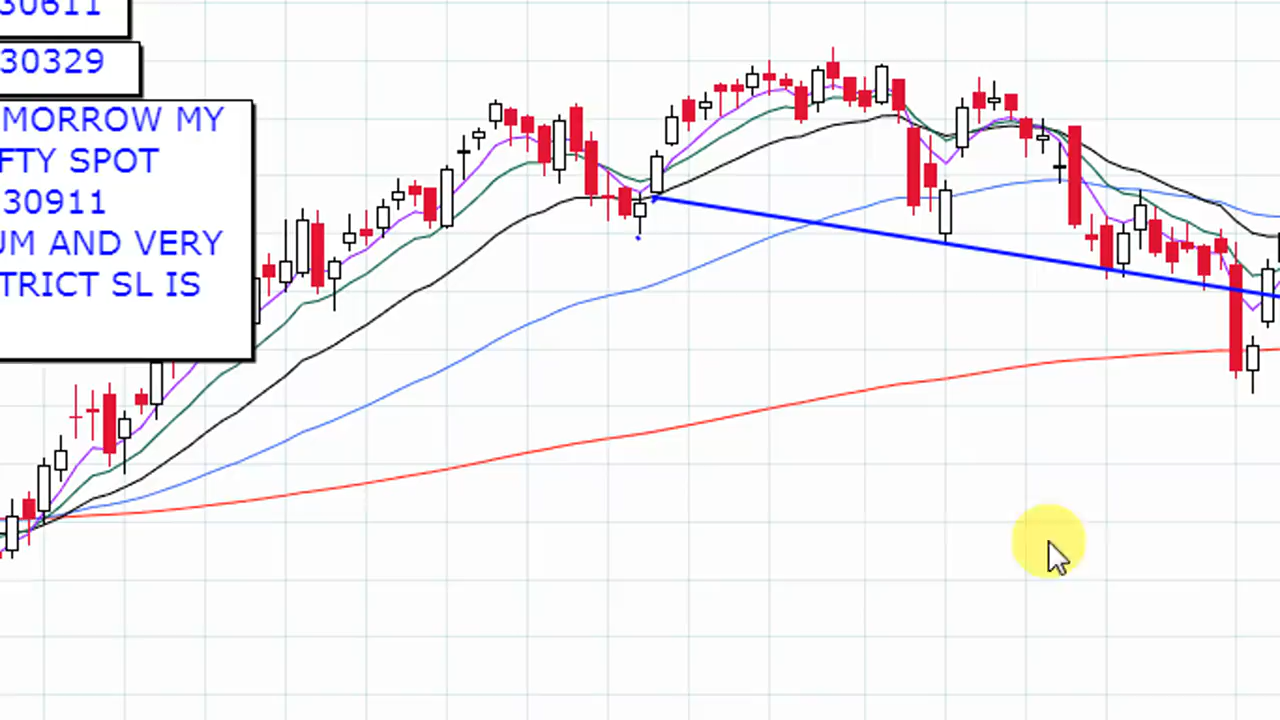 30611
30329
MORROW MY
FTY SPOT
30911
UM AND VERY
TRICT SL IS